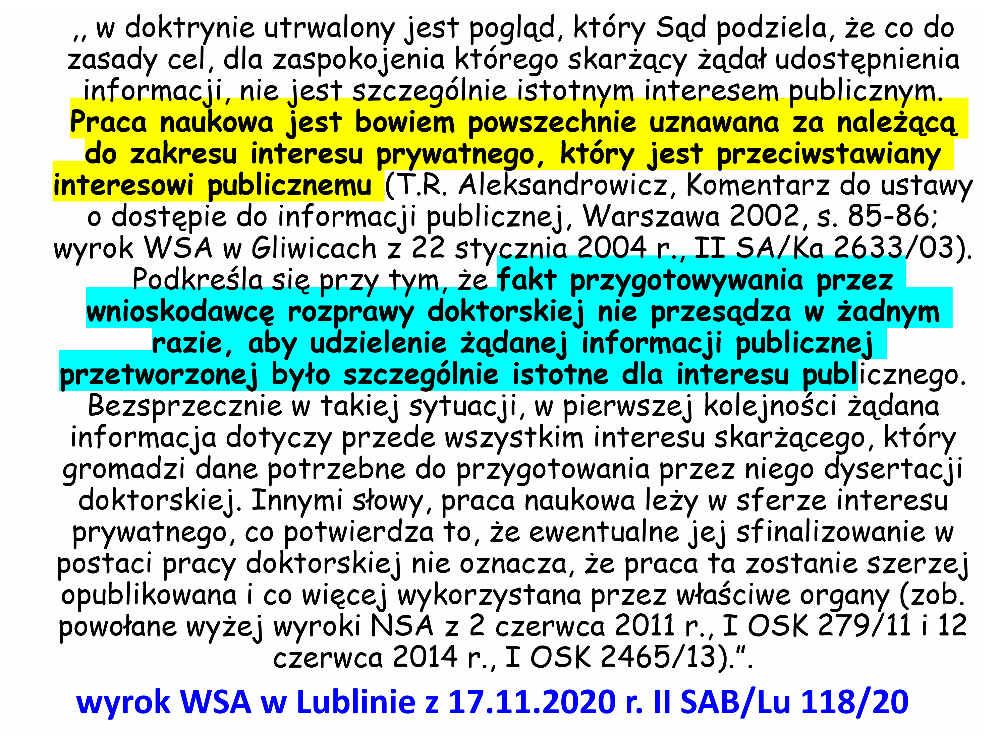 ,, w doktrynie utrwalony jest pogląd, który Sąd podziela, że co do
zasady cel, dla zaspokojenia którego skarżący żądał udostępnienia
informacji, nie jest szczególnie istotnym interesem publicznym.
Praca naukowa jest bowiem powszechnie uznawana za należącą
do zakresu interesu prywatnego, który jest przeciwstawiany
interesowi publicznemu (T.R. Aleksandrowicz, Komentarz do ustawy
o dostępie do informacji publicznej, Warszawa 2002, s. 85-86;
wyrok WSA w Gliwicach z 22 stycznia 2004 r., II SA/Ka 2633/03).
Podkreśla się przy tym, że fakt przygotowywania przez
wnioskodawcę rozprawy doktorskiej nie przesądza w żadnym
razie, aby udzielenie żądanej informacji publicznej
przetworzonej było szczególnie istotne dla interesu publicznego.
Bezsprzecznie w takiej sytuacji, w pierwszej kolejności żądana
informacja dotyczy przede wszystkim interesu skarżącego, który
gromadzi dane potrzebne do przygotowania przez niego dysertacji
doktorskiej. Innymi słowy, praca naukowa leży w sferze interesu
prywatnego, co potwierdza to, że ewentualne jej sfinalizowanie w
postaci pracy doktorskiej nie oznacza, że praca ta zostanie szerzej
opublikowana i co więcej wykorzystana przez właściwe organy (zob.
powołane wyżej wyroki NSA z 2 czerwca 2011 r., I OSK 279/11 i 12
czerwca 2014 r., I OSK 2465/13).".
wyrok WSA w Lublinie z 17.11.2020 r. II SAB/Lu 118/20